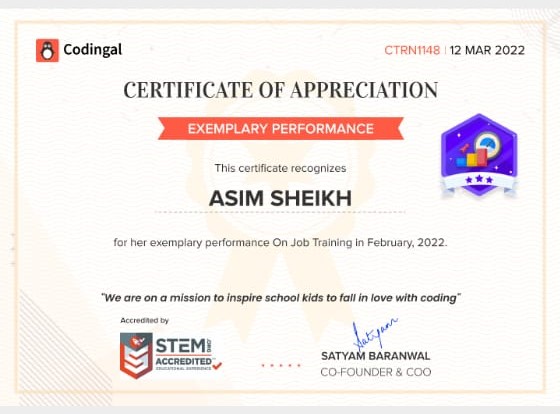 Codingal
CTRN1148 | 12 MAR 2022
CERTIFICATE OF APPRECIATION
EXEMPLARY PERFORMANCE
This certificate recognizes
ASIM SHEIKH
for her exemplary performance On Job Training in February, 2022.
"We are on a mission to inspire school kids to fall in love with coding"
Accredited by
STEM
.ORG
ACCREDITED™
EDUCATIONAL EXPERIENCE
Satyam
SATYAM BARANWAL
CO-FOUNDER & COO